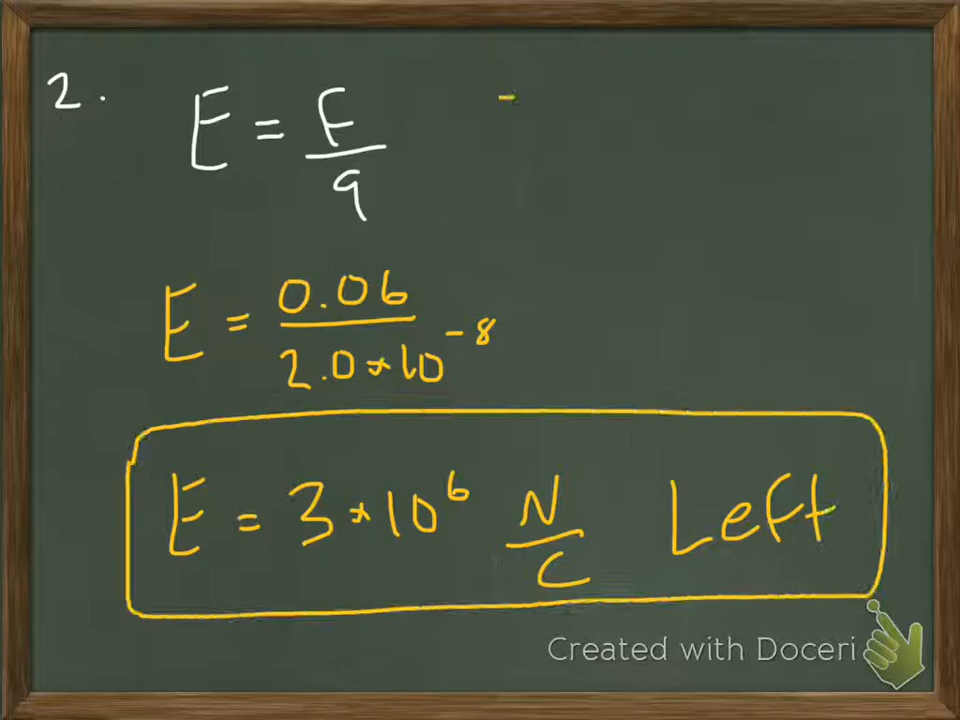 2. E = F/q
E = 0.06/2.0*10^-8
E = 3*10^6 N/C Left
Created with Doceri